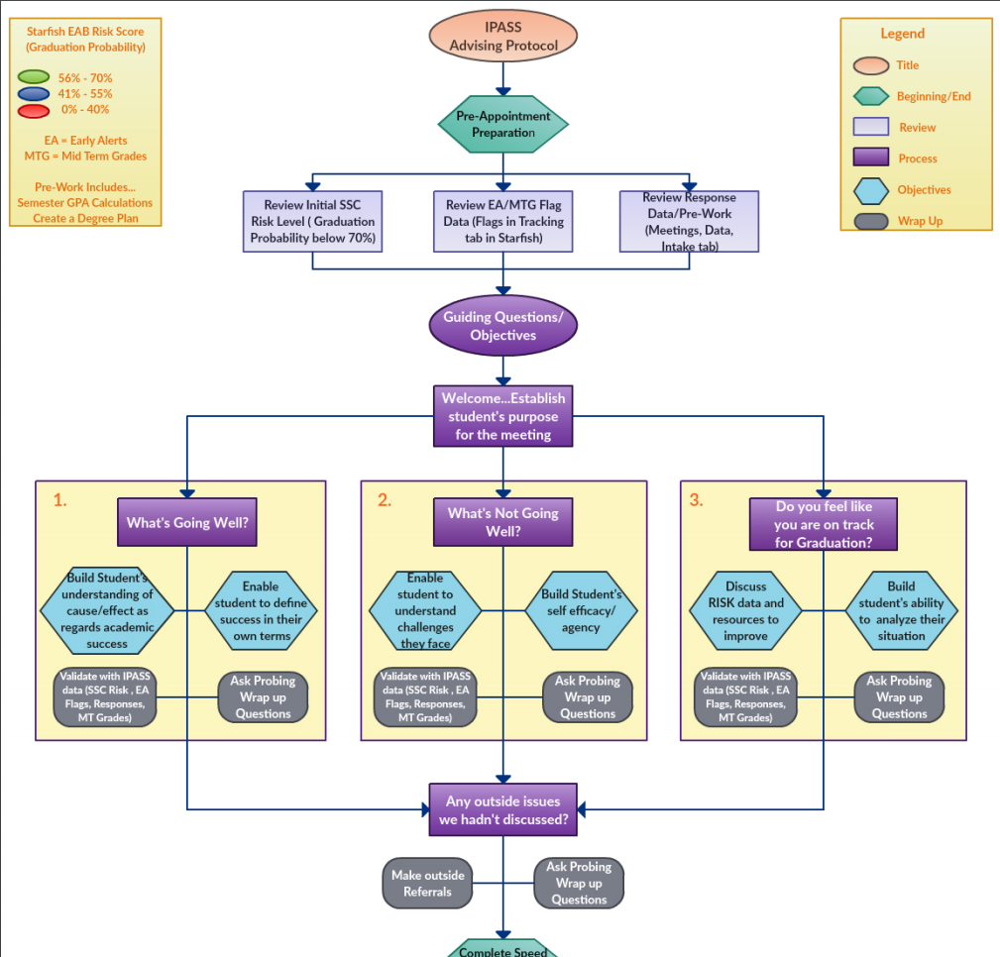 Starfish EAB Risk Score
(Graduation Probability)
56% - 70%
41% - 55%
0% - 40%
EA = Early Alerts
MTG = Mid Term Grades
Pre-Work Includes...
Semester GPA Calculations
Create a Degree Plan
IPASS
Advising Protocol
Legend
Title
Beginning/End
Review
Process
Objectives
Wrap Up
Pre-Appointment
Preparation
Review Initial SSC
Risk Level ( Graduation
Probability below 70%)
Review EA/MTG Flag
Data (Flags in Tracking
tab in Starfish)
Review Response
Data/Pre-Work
(Meetings, Data,
Intake tab)
Guiding Questions/
Objectives
Welcome...Establish
student's purpose
for the meeting
1.
What's Going Well?
Build Student's
understanding of
cause/effect as
regards academic
success
Enable
student to define
success in their
own terms
Validate with IPASS
data (SSC Risk , EA
Flags, Responses,
MT Grades)
Ask Probing
Wrap up
Questions
2.
What's Not Going
Well?
Enable
student to
understand
challenges
they face
Build Student's
self efficacy/
agency
Validate with IPASS
data (SSC Risk , EA
Flags, Responses,
MT Grades)
Ask Probing
Wrap up
Questions
3.
Do you feel like
you are on track
for Graduation?
Discuss
RISK data and
resources to
improve
Build
student's ability
to analyze their
situation
Validate with IPASS
data (SSC Risk , EA
Flags, Responses,
MT Grades)
Ask Probing
Wrap up
Questions
Any outside issues
we hadn't discussed?
Make outside
Referrals
Ask Probing
Wrap up
Questions
Complete Speed